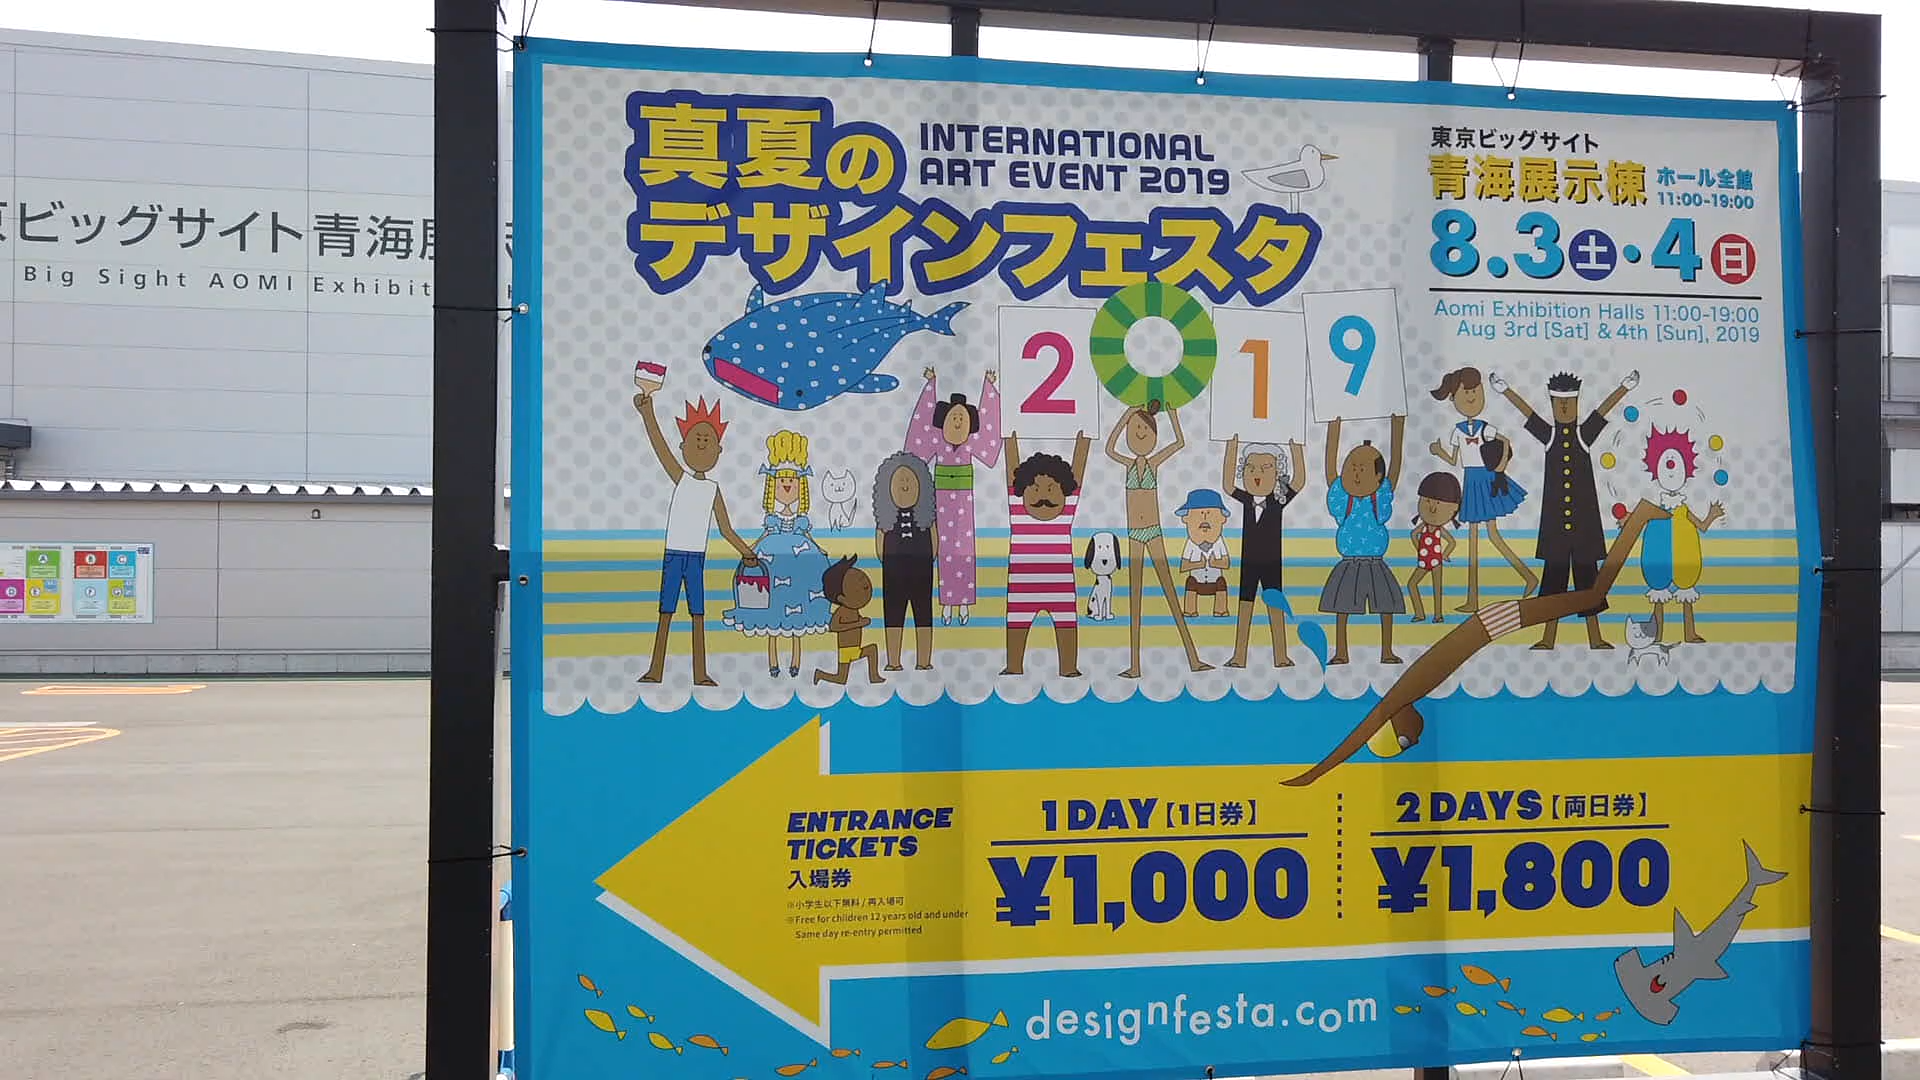 ビッグサイト青海展
Big Sight AOMI Exhibit
真夏の
デザインフェスタ
INTERNATIONAL
ART EVENT 2019
東京ビッグサイト
青海展示棟 ホール全館
11:00-19:00
8.3土・4日
Aomi Exhibition Halls 11:00-19:00
Aug 3rd [Sat] & 4th [Sun], 2019
2019
ENTRANCE
TICKETS
入場券
※小学生以下無料 / 再入場可
※Free for children 12 years old and under
Same day re-entry permitted
1 DAY【1日券】
¥1,000
2 DAYS【両日券】
¥1,800
designfesta.com